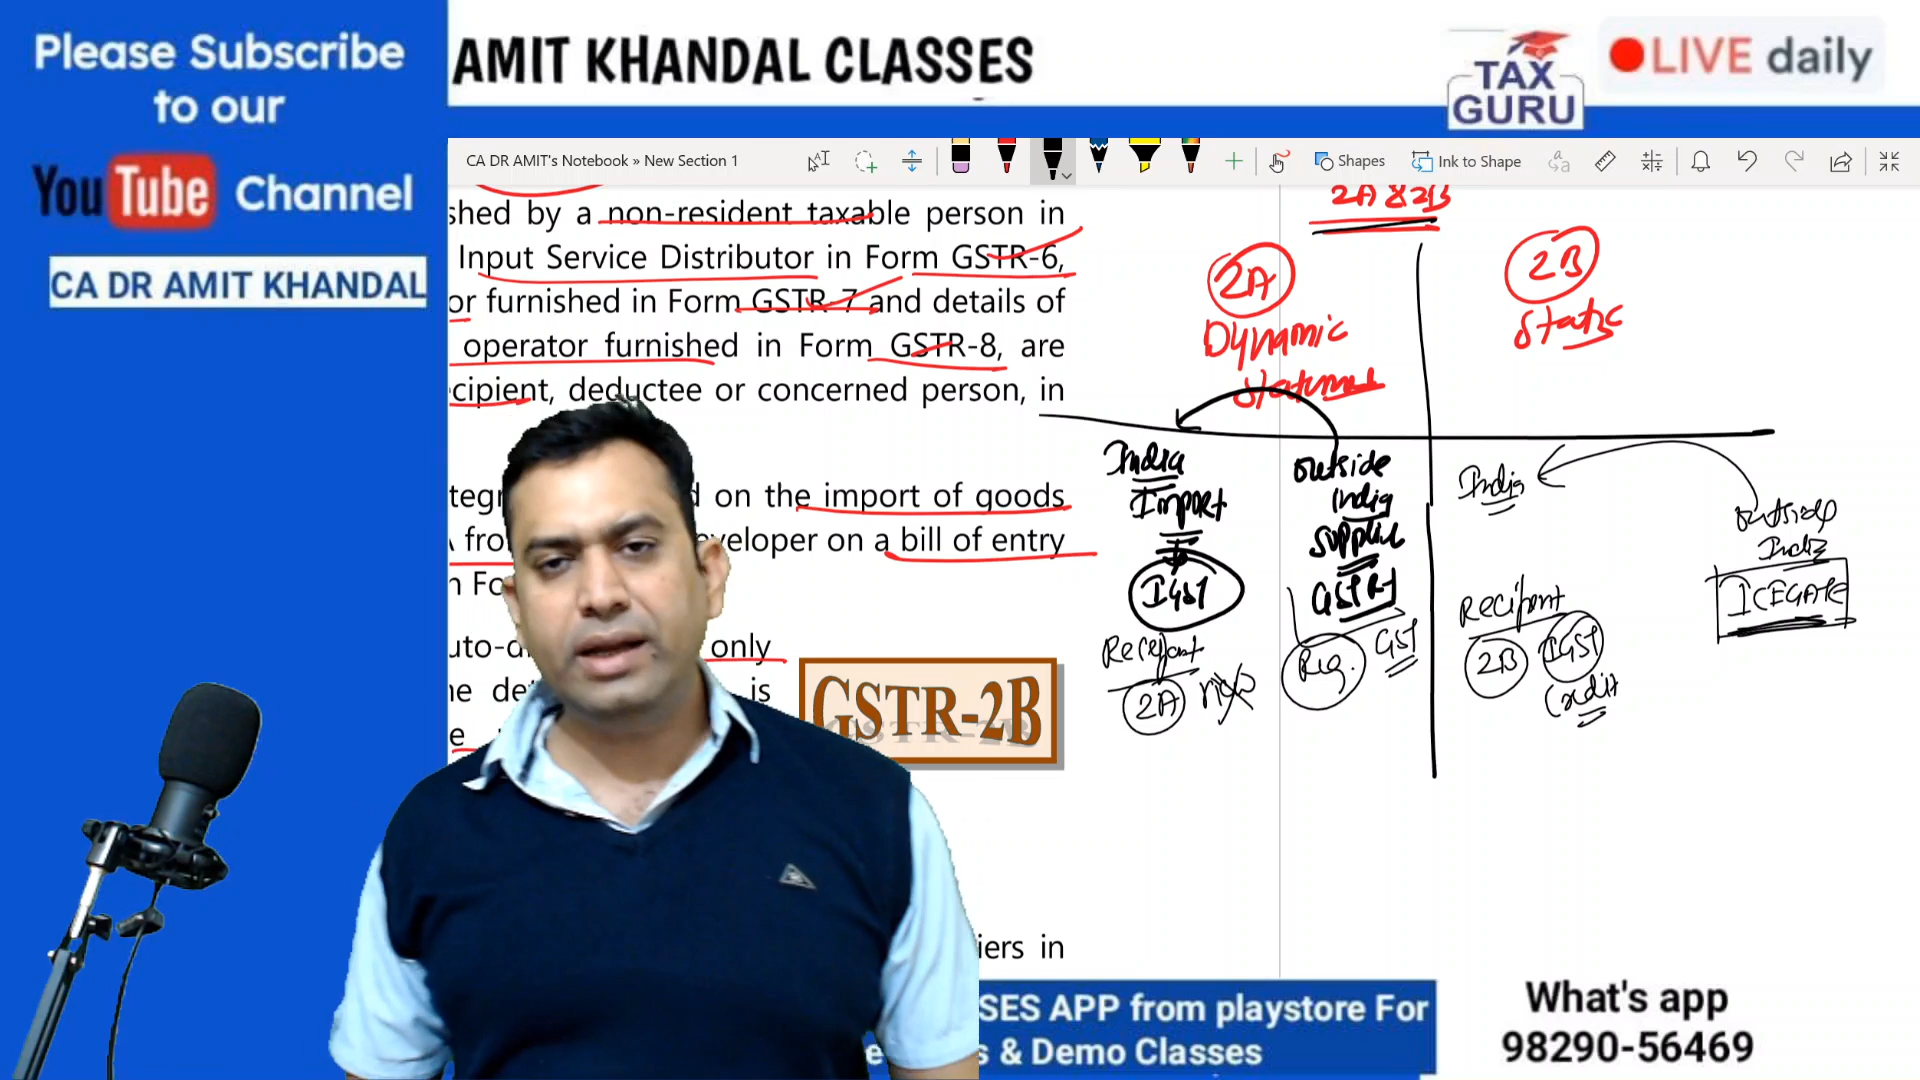 Please Subscribe
to our
YouTube Channel
CA DR AMIT KHANDAL
AMIT KHANDAL CLASSES
TAX
GURU
LIVE daily
CA DR AMIT's Notebook » New Section 1
Shapes
Ink to Shape
shed by a non-resident taxable person in
Input Service Distributor in Form GSTR-6,
or furnished in Form GSTR-7 and details of
operator furnished in Form GSTR-8, are
cipient, deductee or concerned person, in
d on the import of goods
veloper on a bill of entry
only
is
GSTR-2B
iers in
2A & 2B
2A
Dynamic
2B
Static
India
Import
IGST
Recipient
2A
outside
India
supplier
Reg.
GST
India
outside
India
ICEGATE
Recipient
2B IGST
Credit
SES APP from playstore For
s & Demo Classes
What's app
98290-56469